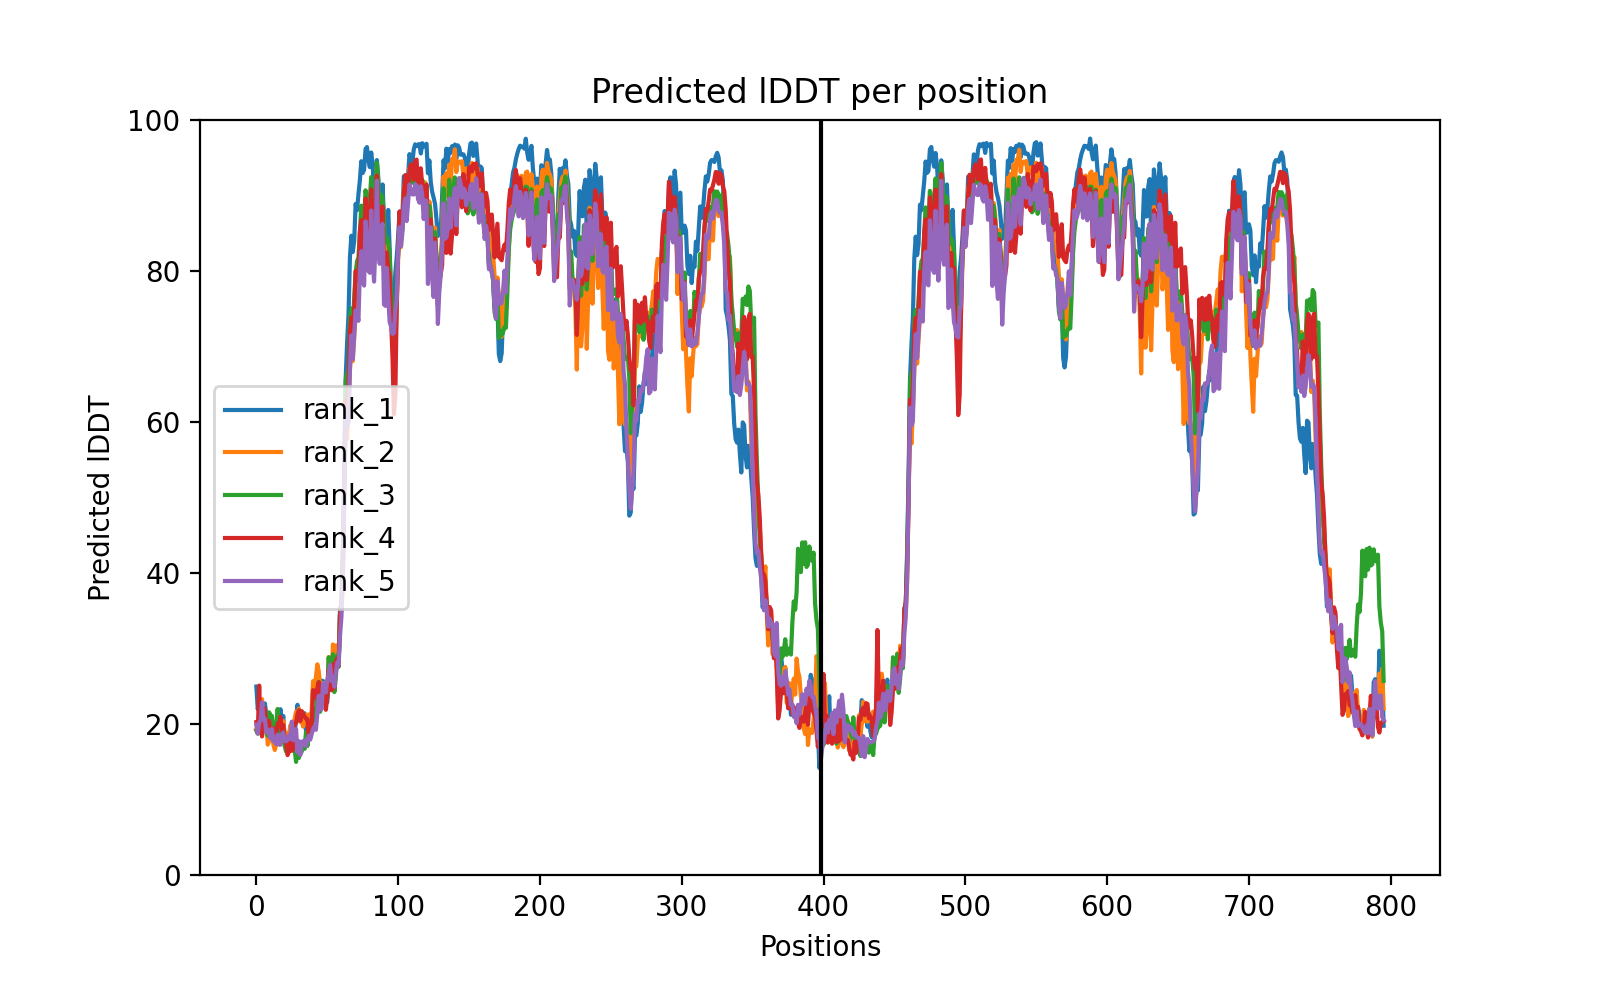 Predicted lDDT per position
100
80
60
40
20
0
Predicted lDDT
rank_1
rank_2
rank_3
rank_4
rank_5
0 100 200 300 400 500 600 700 800
Positions